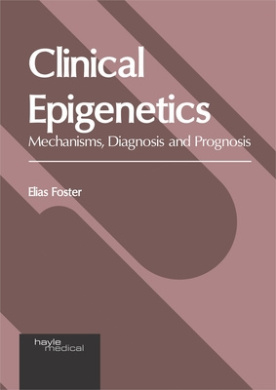 Clinical
Epigenetics
Mechanisms, Diagnosis and Prognosis
Elias Foster
hayle
medical